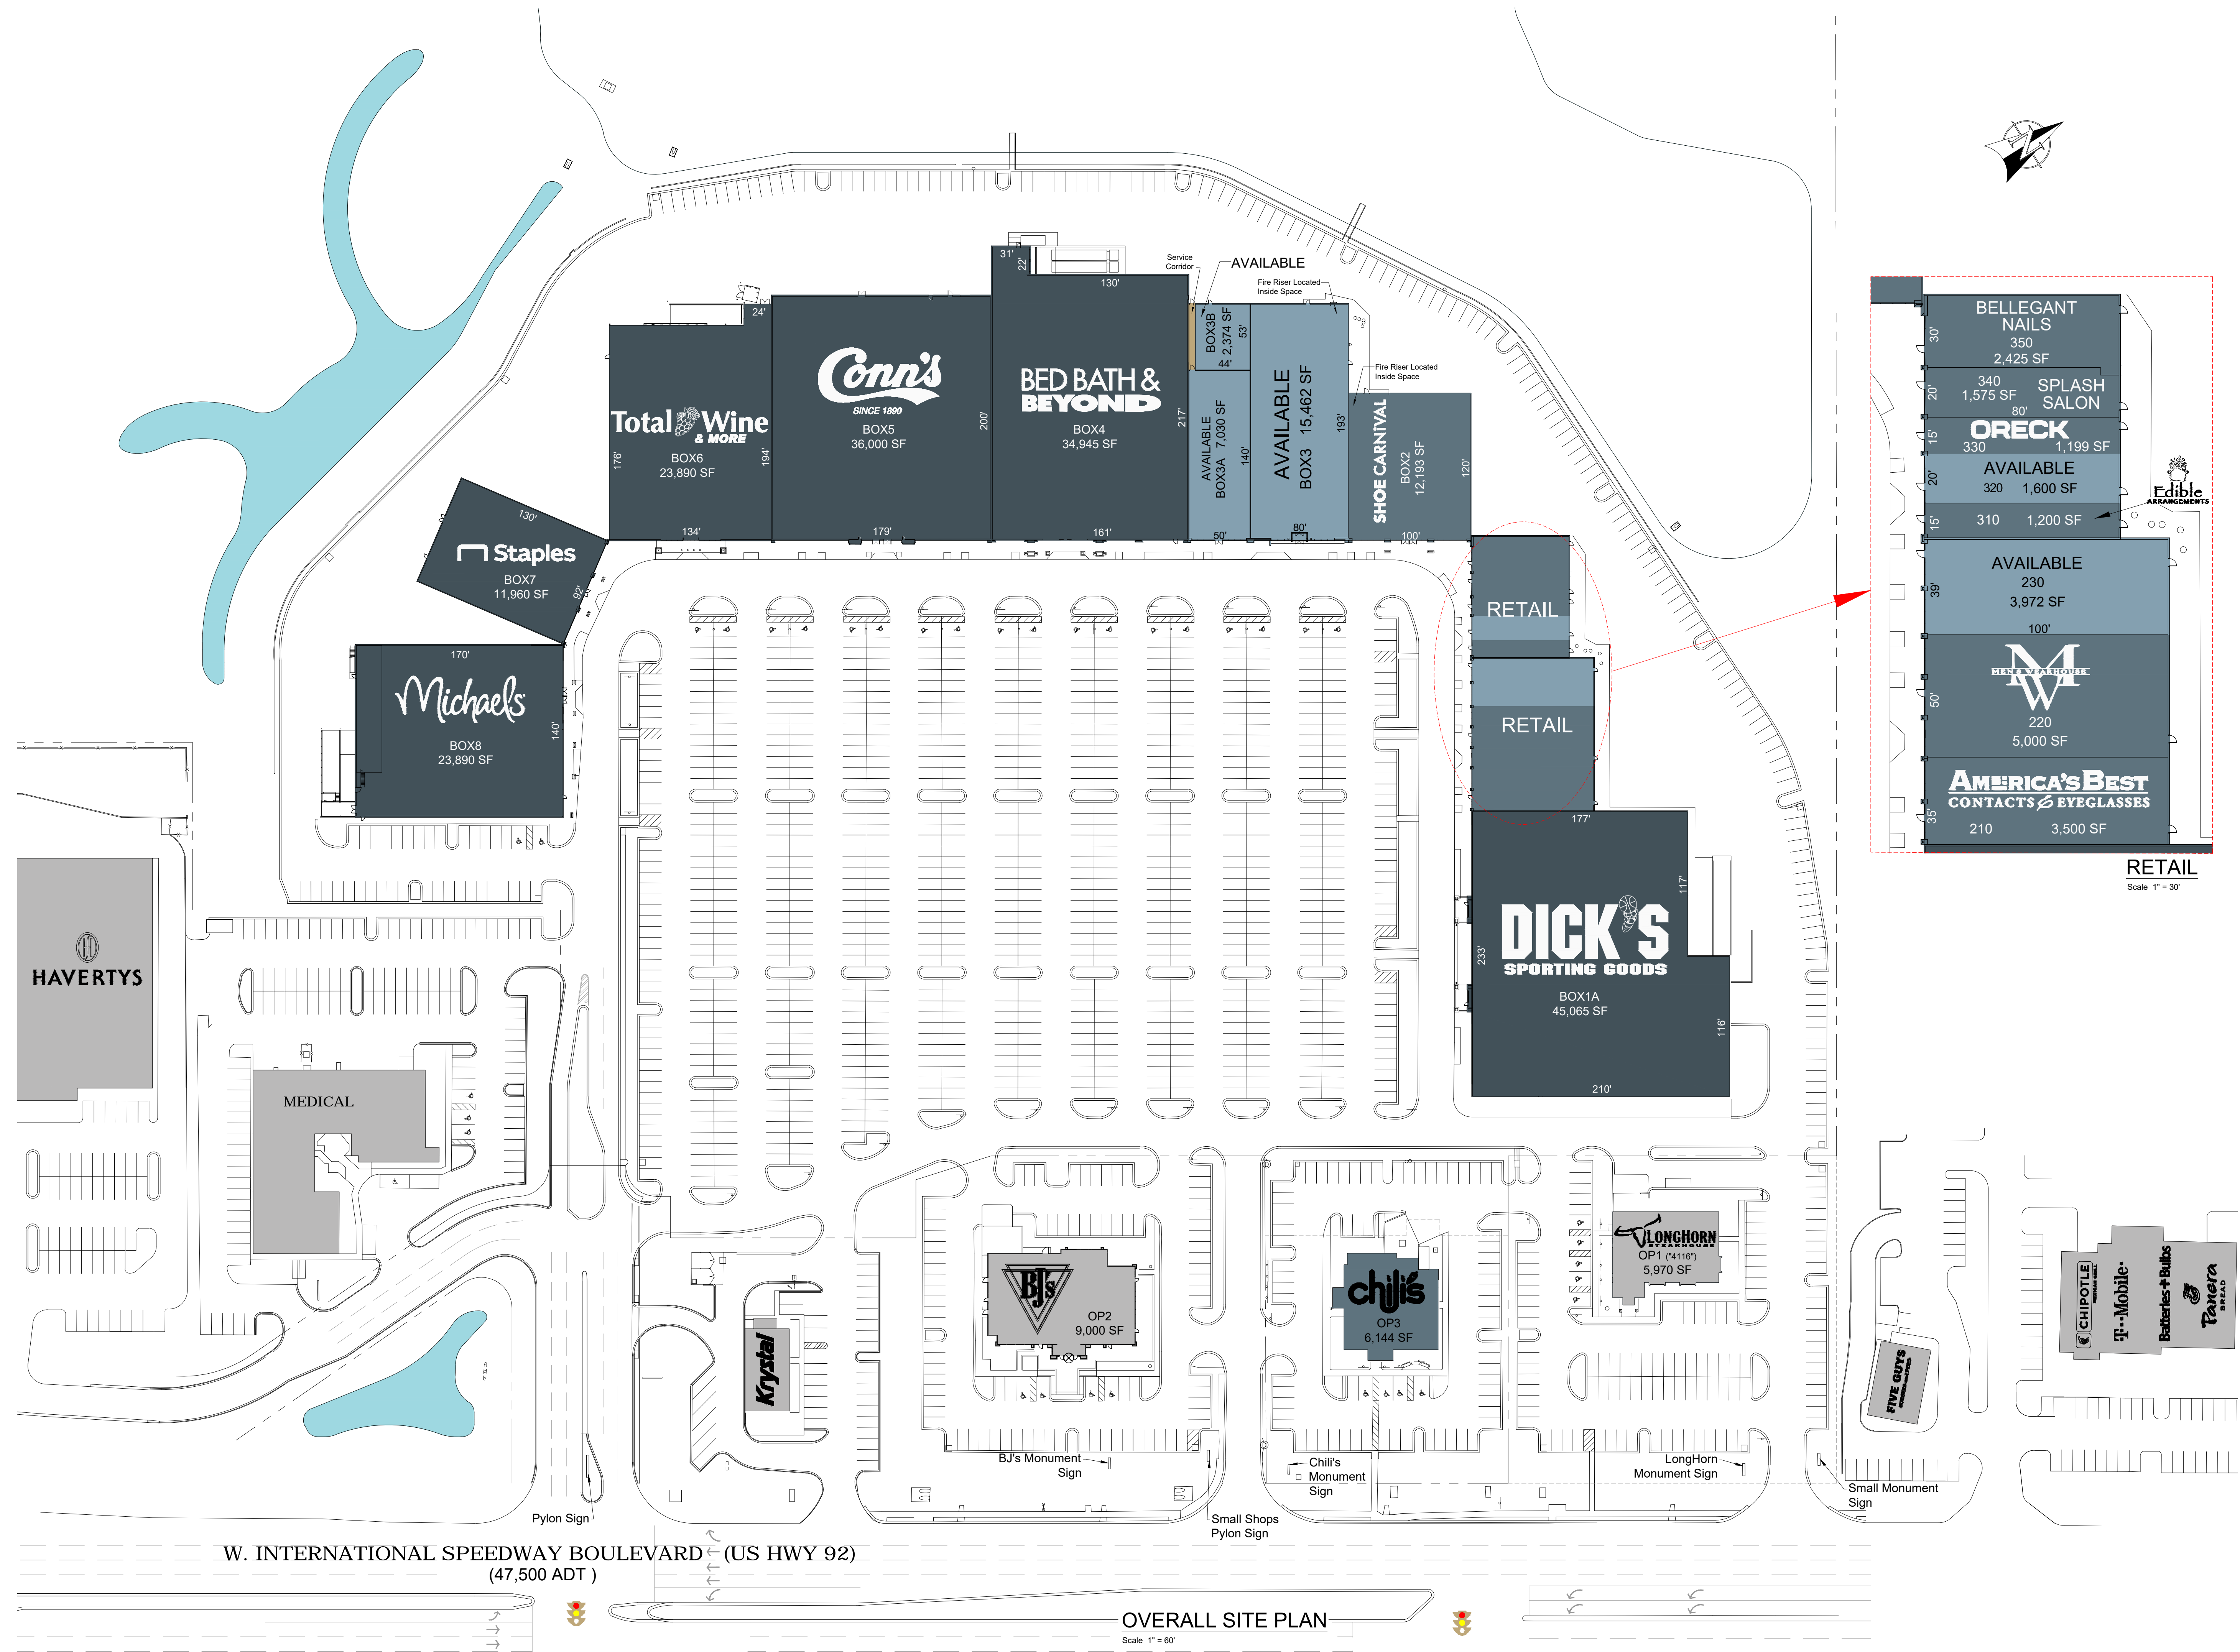 Service
Corridor
AVAILABLE
Fire Riser Located
Inside Space
31'
22'
130'
24'
BOX3B
2,374 SF
53'
44'
Fire Riser Located
Inside Space
Conn's
SINCE 1890
BOX5
36,000 SF
200'
BED BATH &
BEYOND
BOX4
34,945 SF
217'
Total Wine
& MORE
BOX6
23,890 SF
176'
194'
AVAILABLE
BOX3A 7,030 SF
140'
AVAILABLE
BOX3 15,462 SF
193'
SHOE CARNIVAL
BOX2
12,193 SF
120'
134'
179'
161'
50'
80'
100'
130'
Staples
BOX7
11,960 SF
92'
170'
Michaels
BOX8
23,890 SF
140'
RETAIL
RETAIL
177'
117'
DICK'S
SPORTING GOODS
233'
BOX1A
45,065 SF
116'
210'
BELLEGANT
NAILS
350
2,425 SF
30'
340
1,575 SF
SPLASH
SALON
20'
80'
ORECK
330 1,199 SF
15'
AVAILABLE
320 1,600 SF
20'
Edible
ARRANGEMENTS
310 1,200 SF
15'
AVAILABLE
230
3,972 SF
39'
100'
MEN'S WEARHOUSE
MW
220
5,000 SF
50'
AMERICA'S BEST
CONTACTS & EYEGLASSES
210 3,500 SF
35'
RETAIL
Scale 1" = 30'
HAVERTYS
MEDICAL
Krystal
BJ's
OP2
9,000 SF
chili's
OP3
6,144 SF
LONGHORN
STEAKHOUSE
OP1 ("4116")
5,970 SF
FIVE GUYS
CHIPOTLE
MEXICAN GRILL
T-Mobile
Batteries+Bulbs
Panera
BREAD
BJ's Monument
Sign
Chili's
Monument
Sign
LongHorn
Monument Sign
Small Monument
Sign
Pylon Sign
Small Shops
Pylon Sign
W. INTERNATIONAL SPEEDWAY BOULEVARD (US HWY 92)
(47,500 ADT )
OVERALL SITE PLAN
Scale 1" = 60'